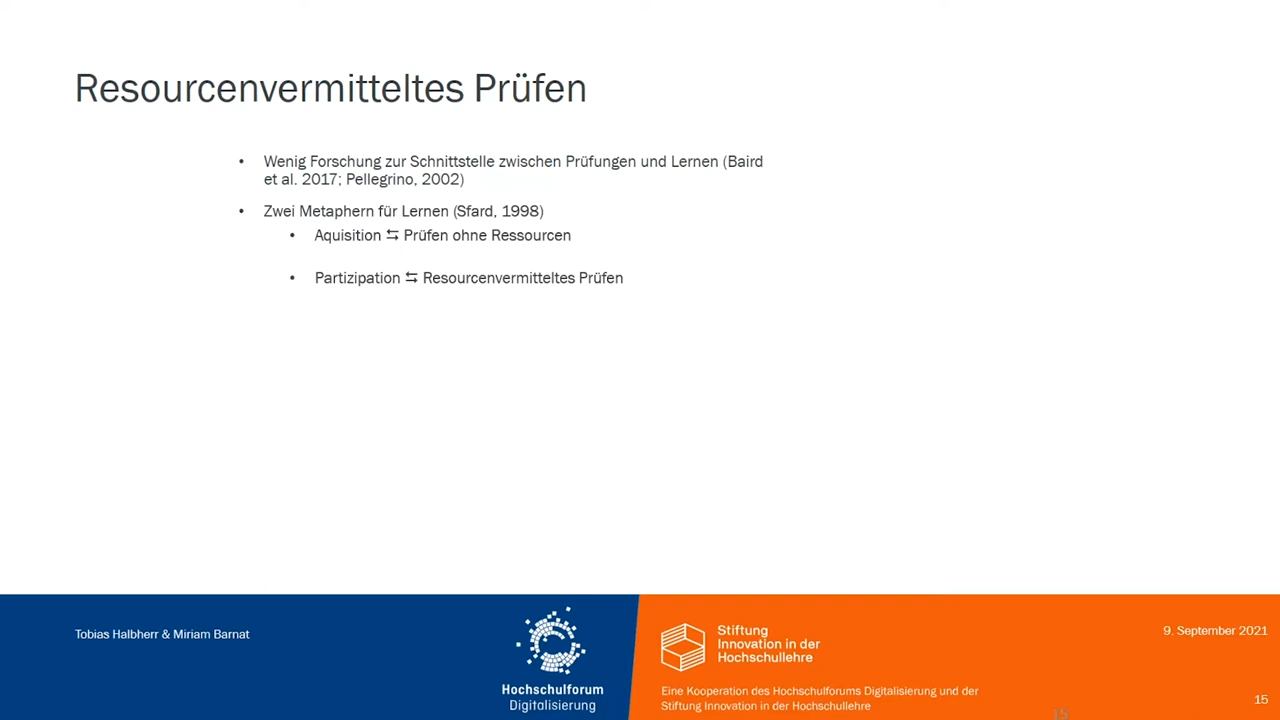 Resourcenvermitteltes Prüfen
• Wenig Forschung zur Schnittstelle zwischen Prüfungen und Lernen (Baird
et al. 2017; Pellegrino, 2002)
• Zwei Metaphern für Lernen (Sfard, 1998)
• Aquisition ⇆ Prüfen ohne Ressourcen
• Partizipation ⇆ Resourcenvermitteltes Prüfen
Tobias Halbherr & Miriam Barnat
Hochschulforum
Digitalisierung
Stiftung
Innovation in der
Hochschullehre
Eine Kooperation des Hochschulforums Digitalisierung und der
Stiftung Innovation in der Hochschullehre
9. September 2021
15
15